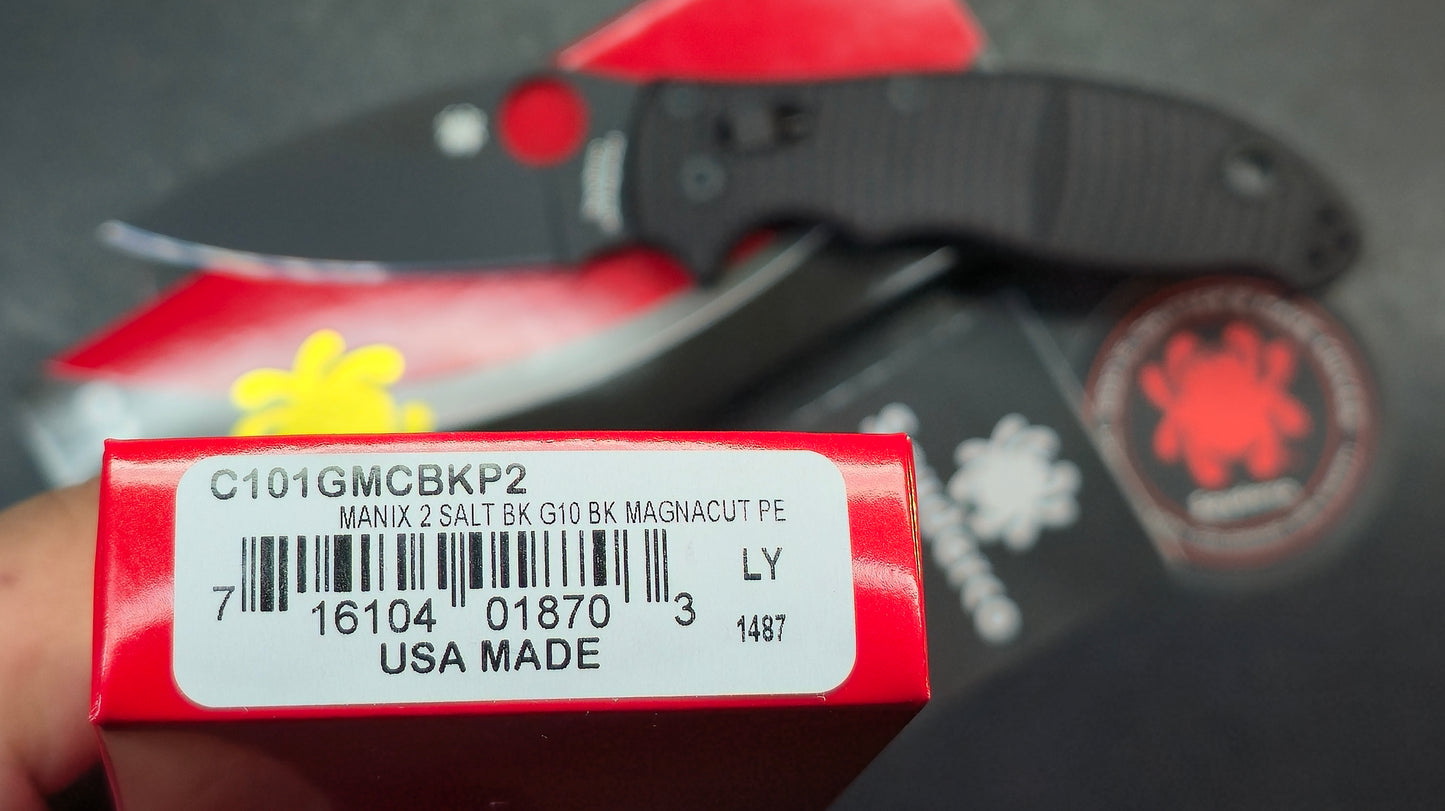 C101GMCBKP2
MANIX 2 SALT BK G10 BK MAGNACUT PE
LY
7 16104 01870 3
1487
USA MADE